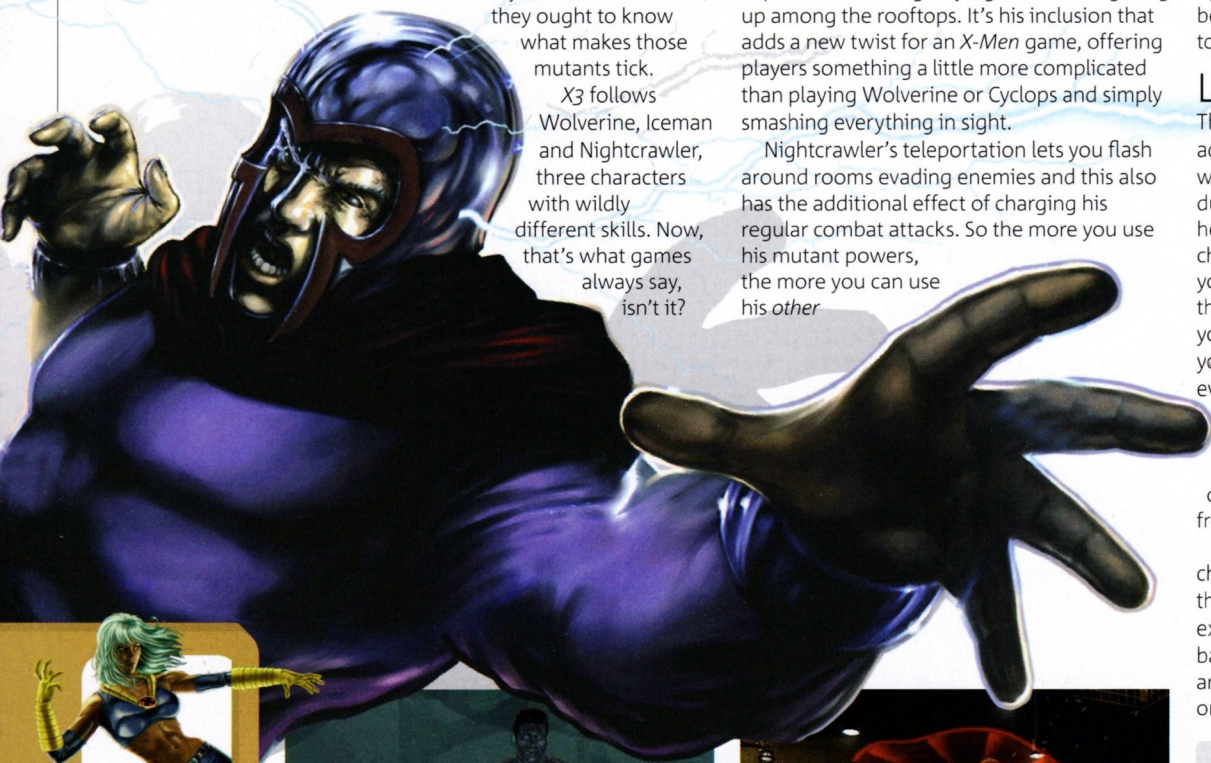 they ought to know
what makes those
mutants tick.
X3 follows
Wolverine, Iceman
and Nightcrawler,
three characters
with wildly
different skills. Now,
that's what games
always say,
isn't it?
up among the rooftops. It's his inclusion that
adds a new twist for an X-Men game, offering
players something a little more complicated
than playing Wolverine or Cyclops and simply
smashing everything in sight.
Nightcrawler's teleportation lets you flash
around rooms evading enemies and this also
has the additional effect of charging his
regular combat attacks. So the more you use
his mutant powers,
the more you can use
his other